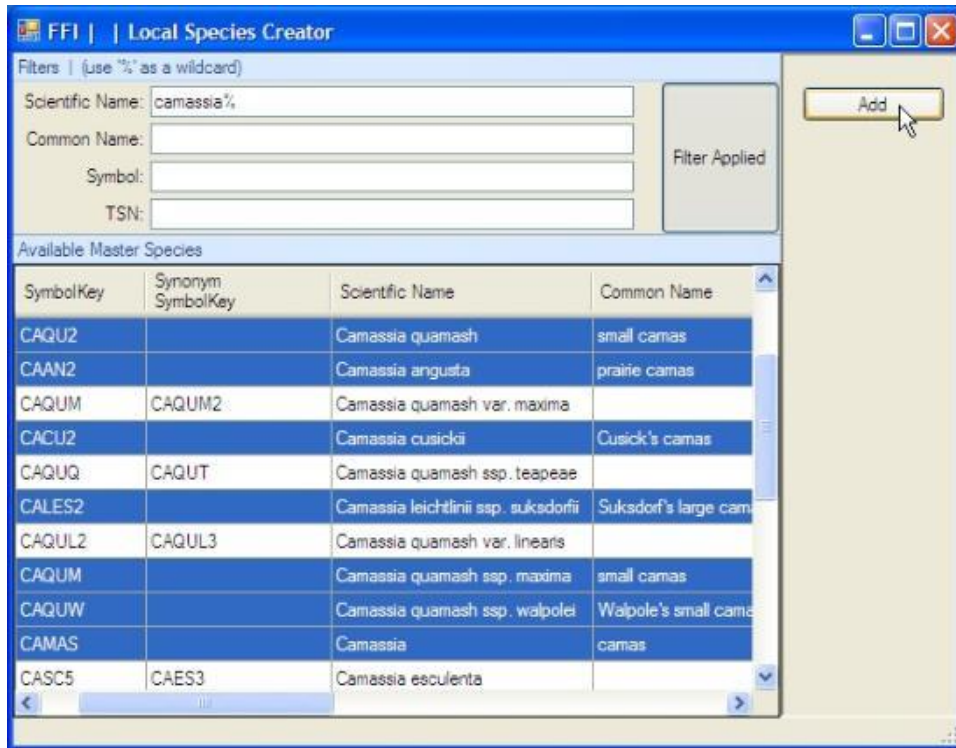 FFI | | Local Species Creator
Filters | (use "%" as a wildcard)
Scientific Name: camassia%
Common Name:
Symbol:
TSN:
Filter Applied
Add
Available Master Species
SymbolKey Synonym SymbolKey Scientific Name Common Name
CAQU2 Camassia quamash small camas
CAAN2 Camassia angusta prairie camas
CAQUM CAQUM2 Camassia quamash var. maxima
CACU2 Camassia cusickii Cusick's camas
CAQUQ CAQUT Camassia quamash ssp. teapeae
CALES2 Camassia leichtlinii ssp. suksdorfii Suksdorf's large cam
CAQUL2 CAQUL3 Camassia quamash var. linearis
CAQUM Camassia quamash ssp. maxima small camas
CAQUW Camassia quamash ssp. walpolei Walpole's small cama
CAMAS Camassia camas
CASC5 CAES3 Camassia esculenta